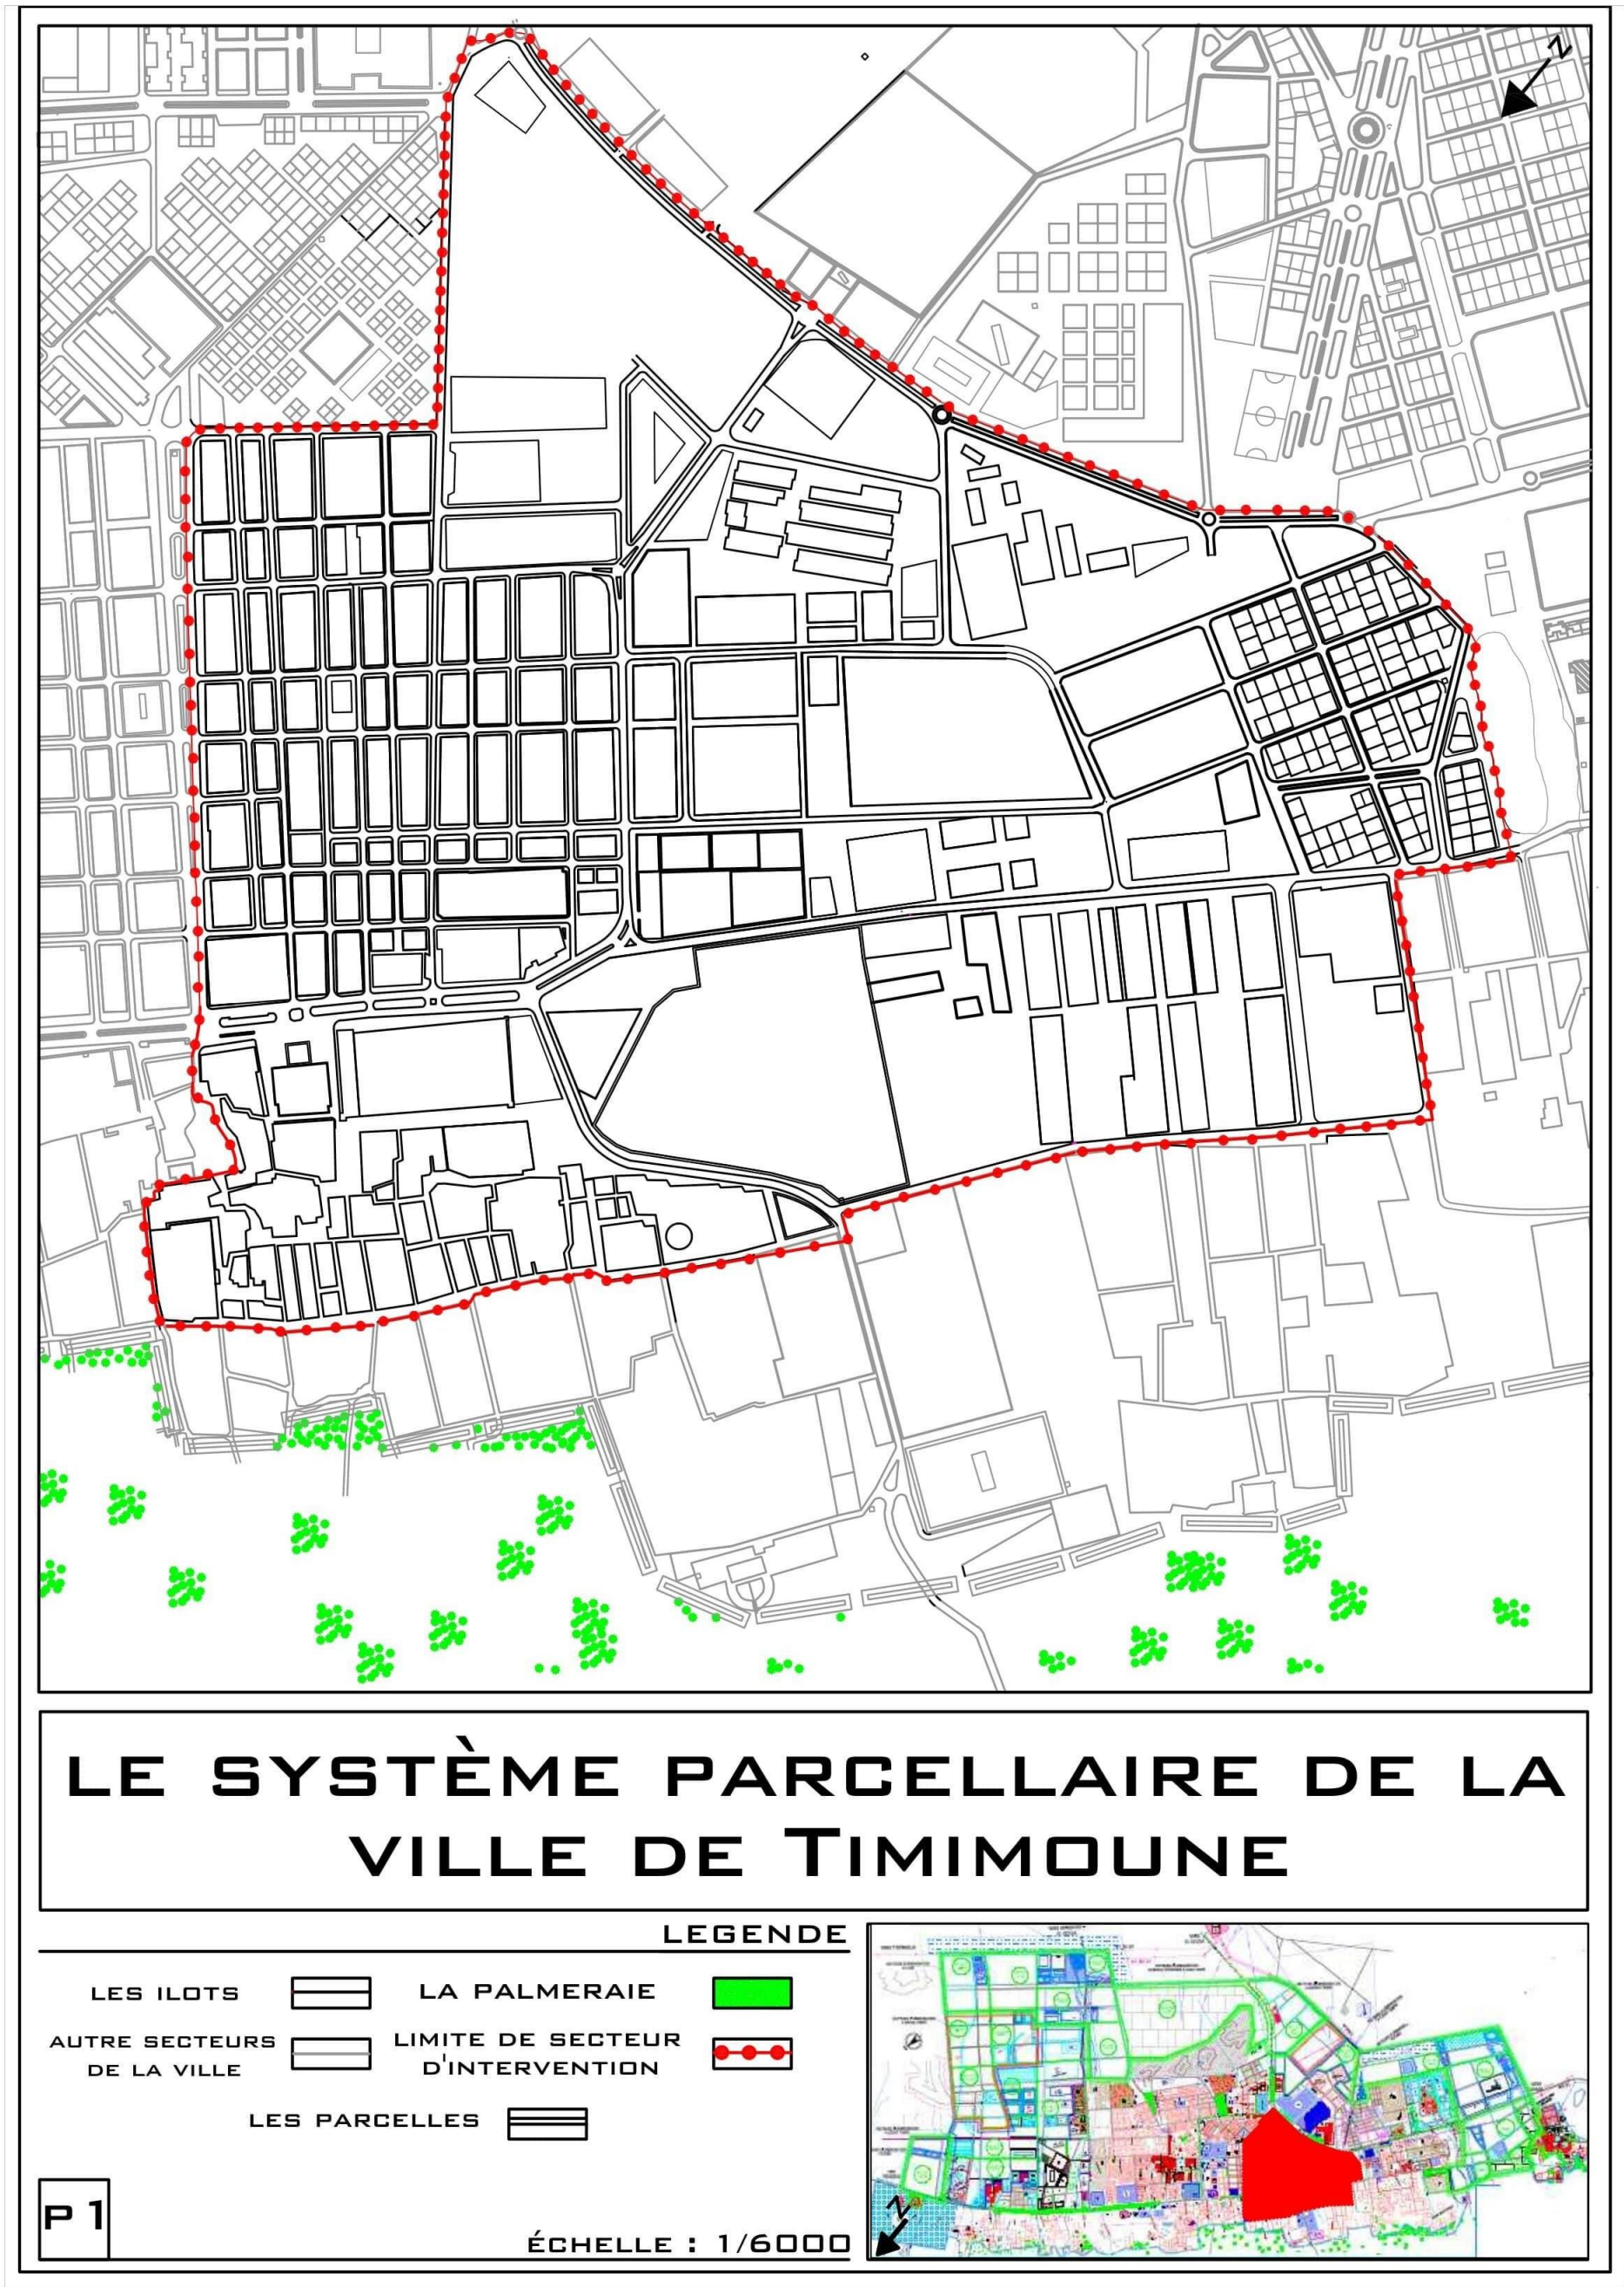 N
LE SYSTÈME PARCELLAIRE DE LA
VILLE DE TIMIMOUNE
LEGENDE
LES ILOTS
LA PALMERAIE
AUTRE SECTEURS
DE LA VILLE
LIMITE DE SECTEUR
D'INTERVENTION
LES PARCELLES
P 1
ÉCHELLE : 1/6000
N